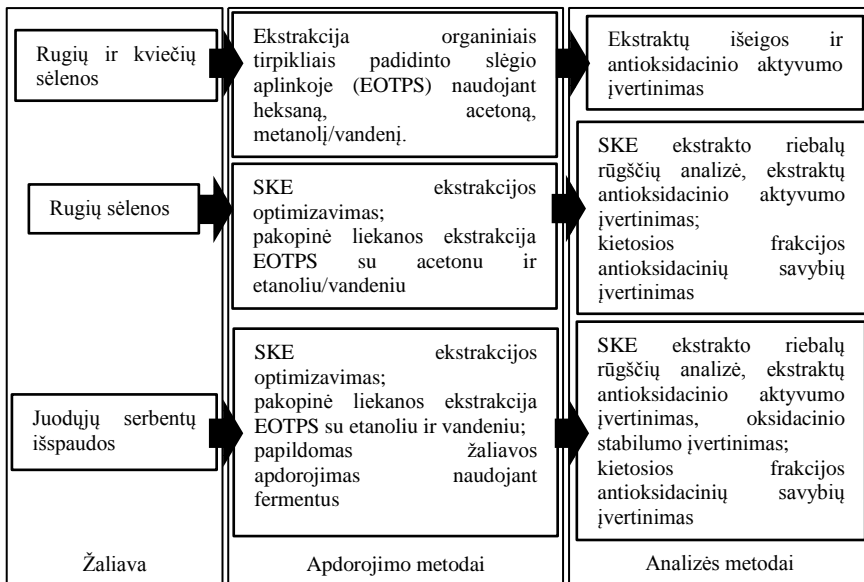 Rugių ir kviečių
sėlenos
Ekstrakcija organiniais
tirpikliais padidinto slėgio
aplinkoje (EOTPS) naudojant
heksaną, acetoną,
metanolį/vandenį.
Ekstraktų išeigos ir
antioksidacinio aktyvumo
įvertinimas
Rugių sėlenos
SKE ekstrakcijos
optimizavimas;
pakopinė liekanos ekstrakcija
EOTPS su acetonu ir
etanoliu/vandeniu
SKE ekstrakto riebalų
rūgščių analizė, ekstraktų
antioksidacinio aktyvumo
įvertinimas;
kietosios frakcijos
antioksidacinių savybių
įvertinimas
Juodųjų serbentų
išspaudos
SKE ekstrakcijos
optimizavimas;
pakopinė liekanos ekstrakcija
EOTPS su etanoliu ir vandeniu;
papildomas žaliavos
apdorojimas naudojant
fermentus
SKE ekstrakto riebalų
rūgščių analizė, ekstraktų
antioksidacinio aktyvumo
įvertinimas, oksidacinio
stabilumo įvertinimas;
kietosios frakcijos
antioksidacinių savybių
įvertinimas
Žaliava
Apdorojimo metodai
Analizės metodai